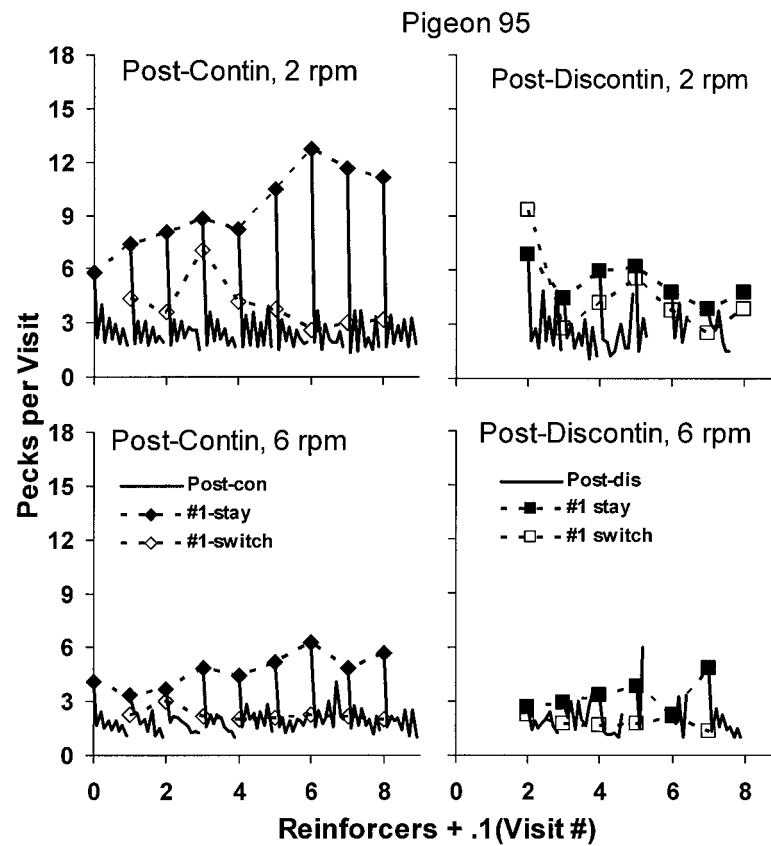 Pigeon 95
Post-Contin, 2 rpm
Post-Discontin, 2 rpm
18
15
12
9
6
3
0
Pecks per Visit
Post-Contin, 6 rpm
Post-Discontin, 6 rpm
18
15
12
9
6
3
0
Post-con
#1-stay
#1-switch
Post-dis
#1 stay
#1 switch
0 2 4 6 8 0 2 4 6 8
Reinforcers + .1(Visit #)